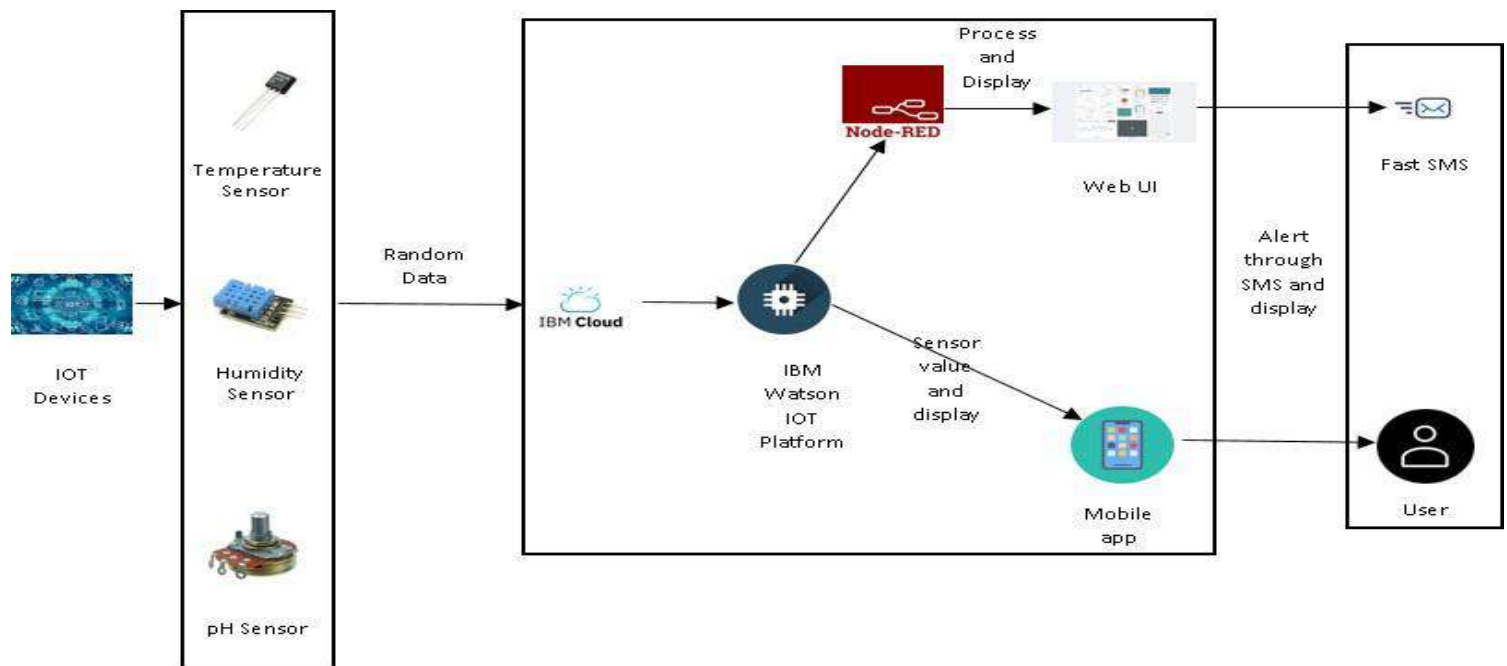 IOT
Devices
Temperature
Sensor
Humidity
Sensor
pH Sensor
Random
Data
IBM Cloud
IBM
Watson
IOT
Platform
Node-RED
Process
and
Display
Web UI
Sensor
value
and
display
Mobile
app
Alert
through
SMS and
display
Fast SMS
User